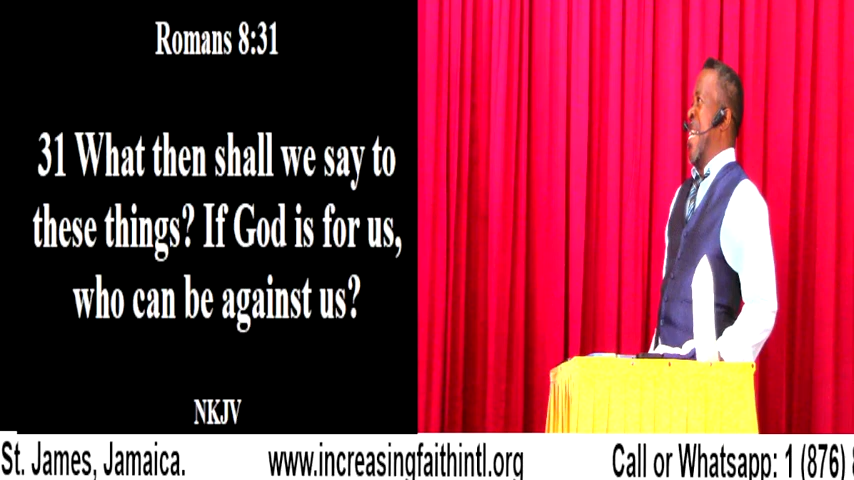 Romans 8:31
31 What then shall we say to
these things? If God is for us,
who can be against us?
NKJV
St. James, Jamaica. www.increasingfaithintl.org Call or Whatsapp: 1 (876)